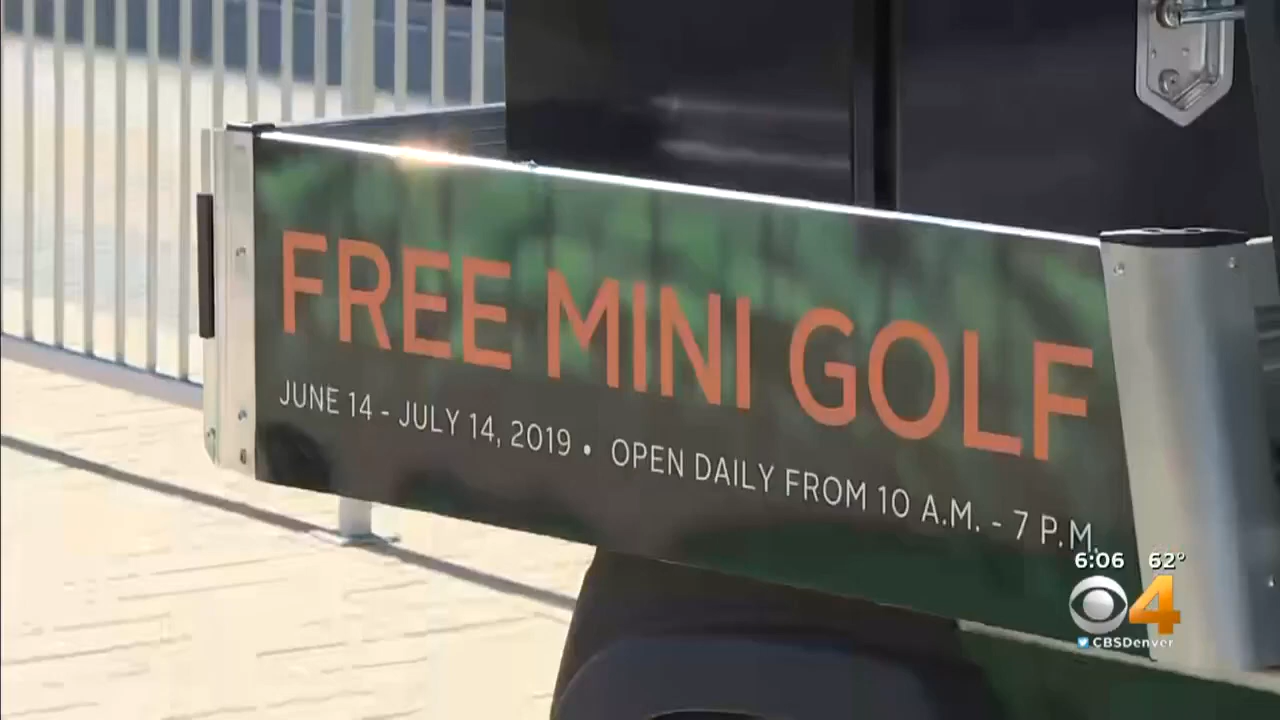 FREE MINI GOLF
JUNE 14 - JULY 14, 2019 • OPEN DAILY FROM 10 A.M. - 7 P.M.
6:06 62°
4
CBSDenver